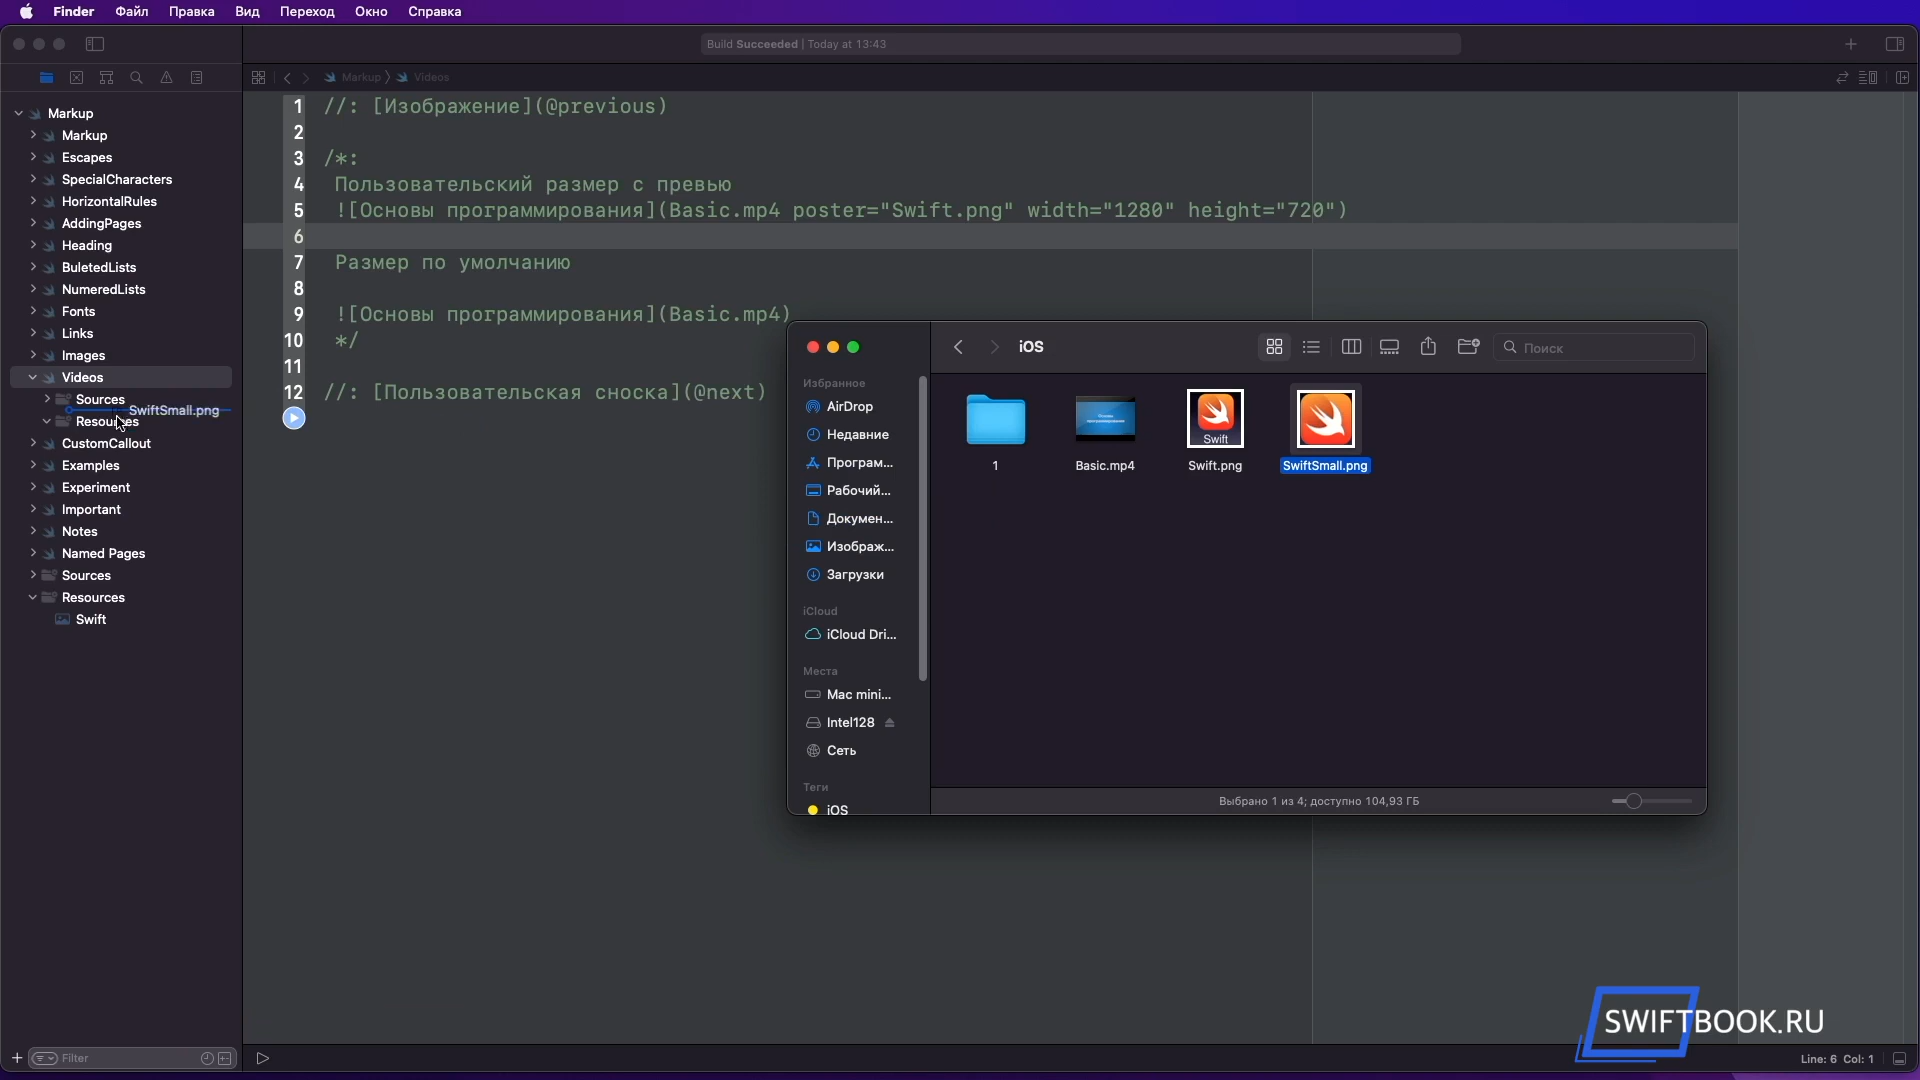 Finder Файл Правка Вид Переход Окно Справка
Build Succeeded | Today at 13:43
Markup Videos
Markup
Markup
Escapes
SpecialCharacters
HorizontalRules
AddingPages
Heading
BuletedLists
NumeredLists
Fonts
Links
Images
Videos
Sources
SwiftSmall.png
Resources
CustomCallout
Examples
Experiment
Important
Notes
Named Pages
Sources
Resources
Swift
Filter
1 //: [Изображение](@previous)
2
3 /*:
4 Пользовательский размер с превью
5 ![Основы программирования](Basic.mp4 poster="Swift.png" width="1280" height="720")
6
7 Размер по умолчанию
8
9 ![Основы программирования](Basic.mp4)
10 */
11
12 //: [Пользовательская сноска](@next)
iOS
Поиск
Избранное
AirDrop
Недавние
Програм...
Рабочий...
Докумен...
Изображ...
Загрузки
iCloud
iCloud Dri...
Места
Mac mini...
Intel128
Сеть
Теги
iOS
Swift
1
Basic.mp4
Swift.png
SwiftSmall.png
Выбрано 1 из 4; доступно 104,93 ГБ
SWIFTBOOK.RU
Line: 6 Col: 1